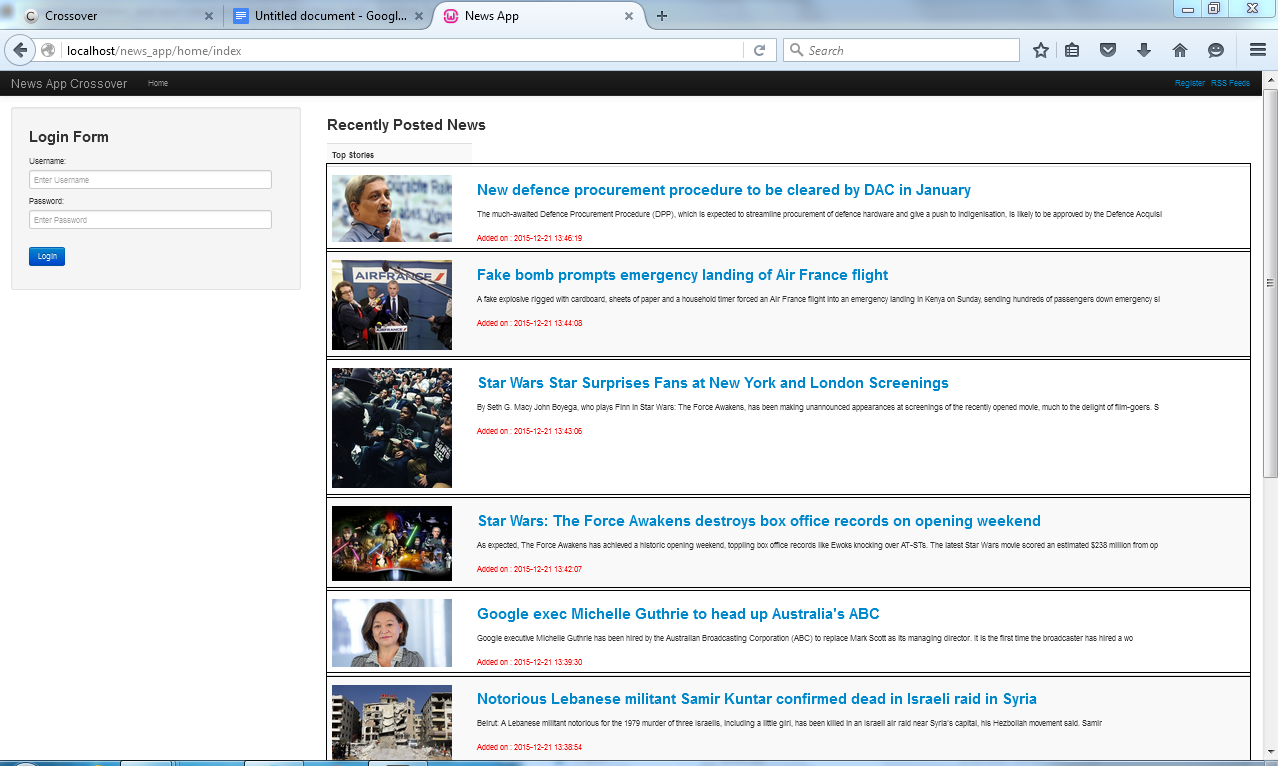 Crossover
Untitled document - Googl...
News App
localhost/news_app/home/index
Search
News App Crossover
Home
Register
RSS Feeds
Login Form
Username:
Enter Username
Password:
Enter Password
Login
Recently Posted News
Top Stories
New defence procurement procedure to be cleared by DAC in January
The much-awaited Defence Procurement Procedure (DPP), which is expected to streamline procurement of defence hardware and give a push to indigenisation, is likely to be approved by the Defence Acquisi
Added on : 2015-12-21 13:46:19
AIRFRANCE
AIRFRANCE
Fake bomb prompts emergency landing of Air France flight
A fake explosive rigged with cardboard, sheets of paper and a household timer forced an Air France flight into an emergency landing in Kenya on Sunday, sending hundreds of passengers down emergency sl
Added on : 2015-12-21 13:44:08
Star Wars Star Surprises Fans at New York and London Screenings
By Seth G. Macy John Boyega, who plays Finn in Star Wars: The Force Awakens, has been making unannounced appearances at screenings of the recently opened movie, much to the delight of film-goers. S
Added on : 2015-12-21 13:43:06
Star Wars: The Force Awakens destroys box office records on opening weekend
As expected, The Force Awakens has achieved a historic opening weekend, toppling box office records like Ewoks knocking over AT-STs. The latest Star Wars movie scored an estimated $238 million from op
Added on : 2015-12-21 13:42:07
Google exec Michelle Guthrie to head up Australia's ABC
Google executive Michelle Guthrie has been hired by the Australian Broadcasting Corporation (ABC) to replace Mark Scott as its managing director. It is the first time the broadcaster has hired a wo
Added on : 2015-12-21 13:39:30
Notorious Lebanese militant Samir Kuntar confirmed dead in Israeli raid in Syria
Beirut: A Lebanese militant notorious for the 1979 murder of three Israelis, including a little girl, has been killed in an Israeli air raid near Syria's capital, his Hezbollah movement said. Samir
Added on : 2015-12-21 13:38:54